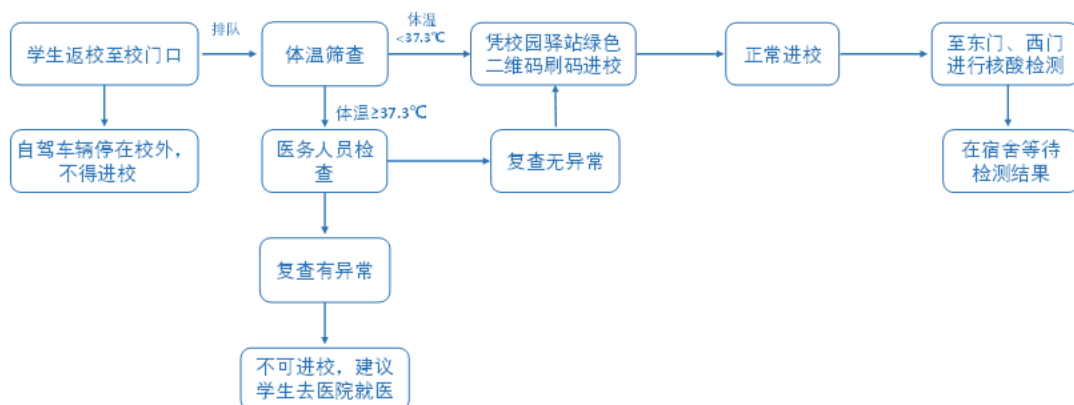 学生返校至校门口
排队
体温筛查
体温
<37.3℃
凭校园驿站绿色
二维码刷码进校
正常进校
至东门、西门
进行核酸检测
自驾车辆停在校外，
不得进校
体温≥37.3℃
医务人员检
查
复查无异常
在宿舍等待
检测结果
复查有异常
不可进校，建议
学生去医院就医